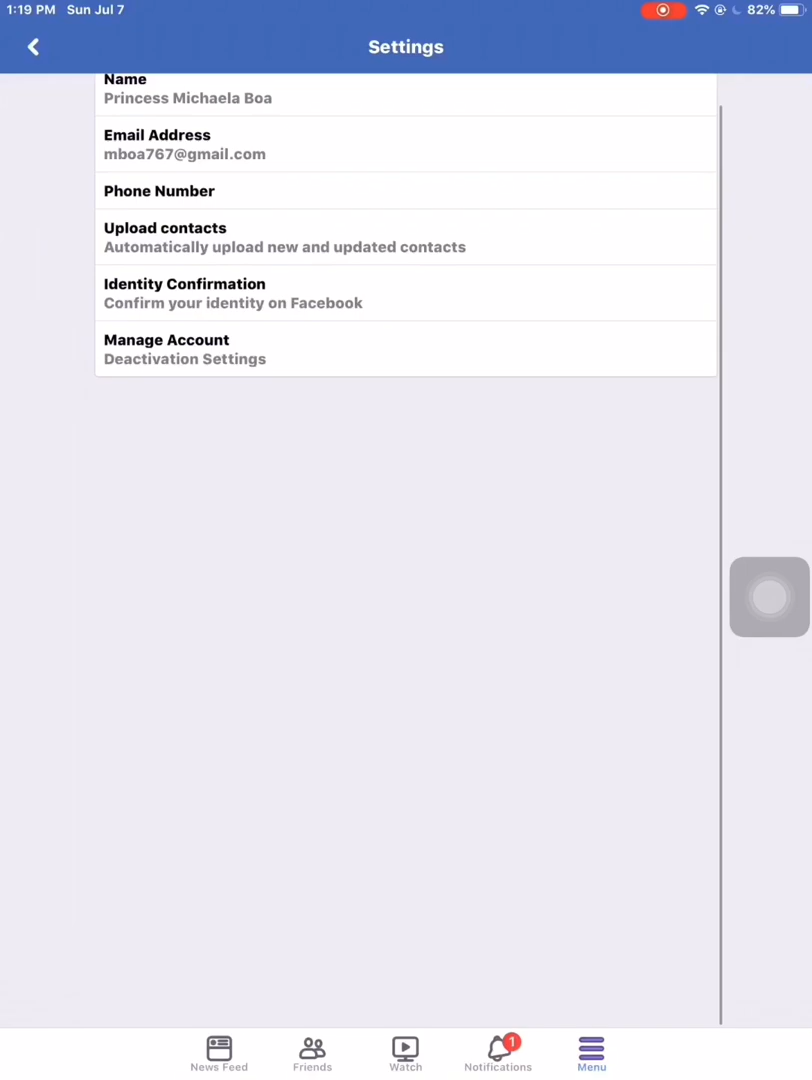 1:19 PM Sun Jul 7 82%
Settings
Name
Princess Michaela Boa
Email Address
mboa767@gmail.com
Phone Number
Upload contacts
Automatically upload new and updated contacts
Identity Confirmation
Confirm your identity on Facebook
Manage Account
Deactivation Settings
1
News Feed Friends Watch Notifications Menu